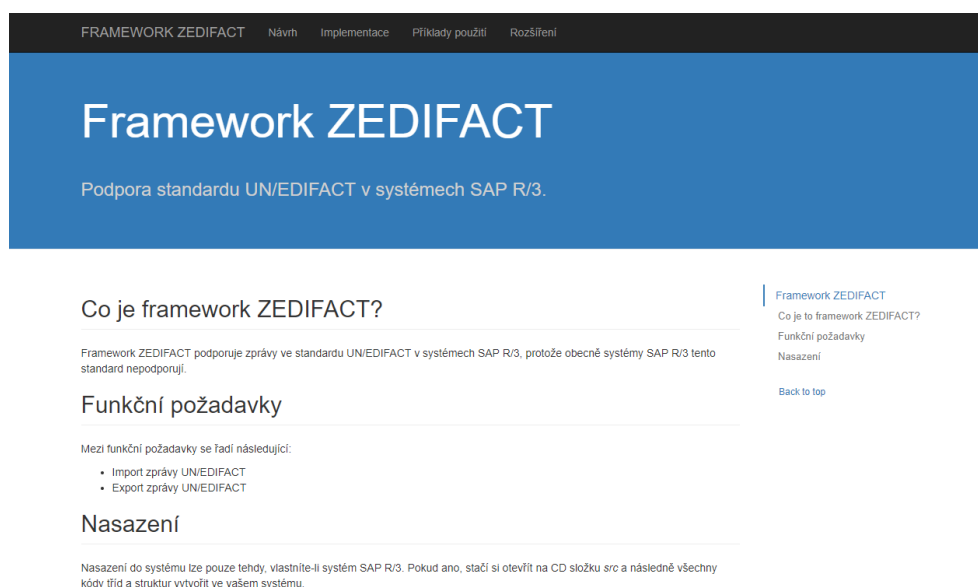 FRAMEWORK ZEDIFACT Návrh Implementace Příklady použití Rozšíření
Framework ZEDIFACT
Podpora standardu UN/EDIFACT v systémech SAP R/3.
Co je framework ZEDIFACT?
Framework ZEDIFACT podporuje zprávy ve standardu UN/EDIFACT v systémech SAP R/3, protože obecně systémy SAP R/3 tento
standard nepodporují.
Funkční požadavky
Mezi funkční požadavky se řadí následující:
• Import zprávy UN/EDIFACT
• Export zprávy UN/EDIFACT
Nasazení
Nasazení do systému lze pouze tehdy, vlastníte-li systém SAP R/3. Pokud ano, stačí si otevřít na CD složku src a následně všechny
kódy tříd a struktur vytvořit ve vašem systému.
Framework ZEDIFACT
Co je to framework ZEDIFACT?
Funkční požadavky
Nasazení
Back to top